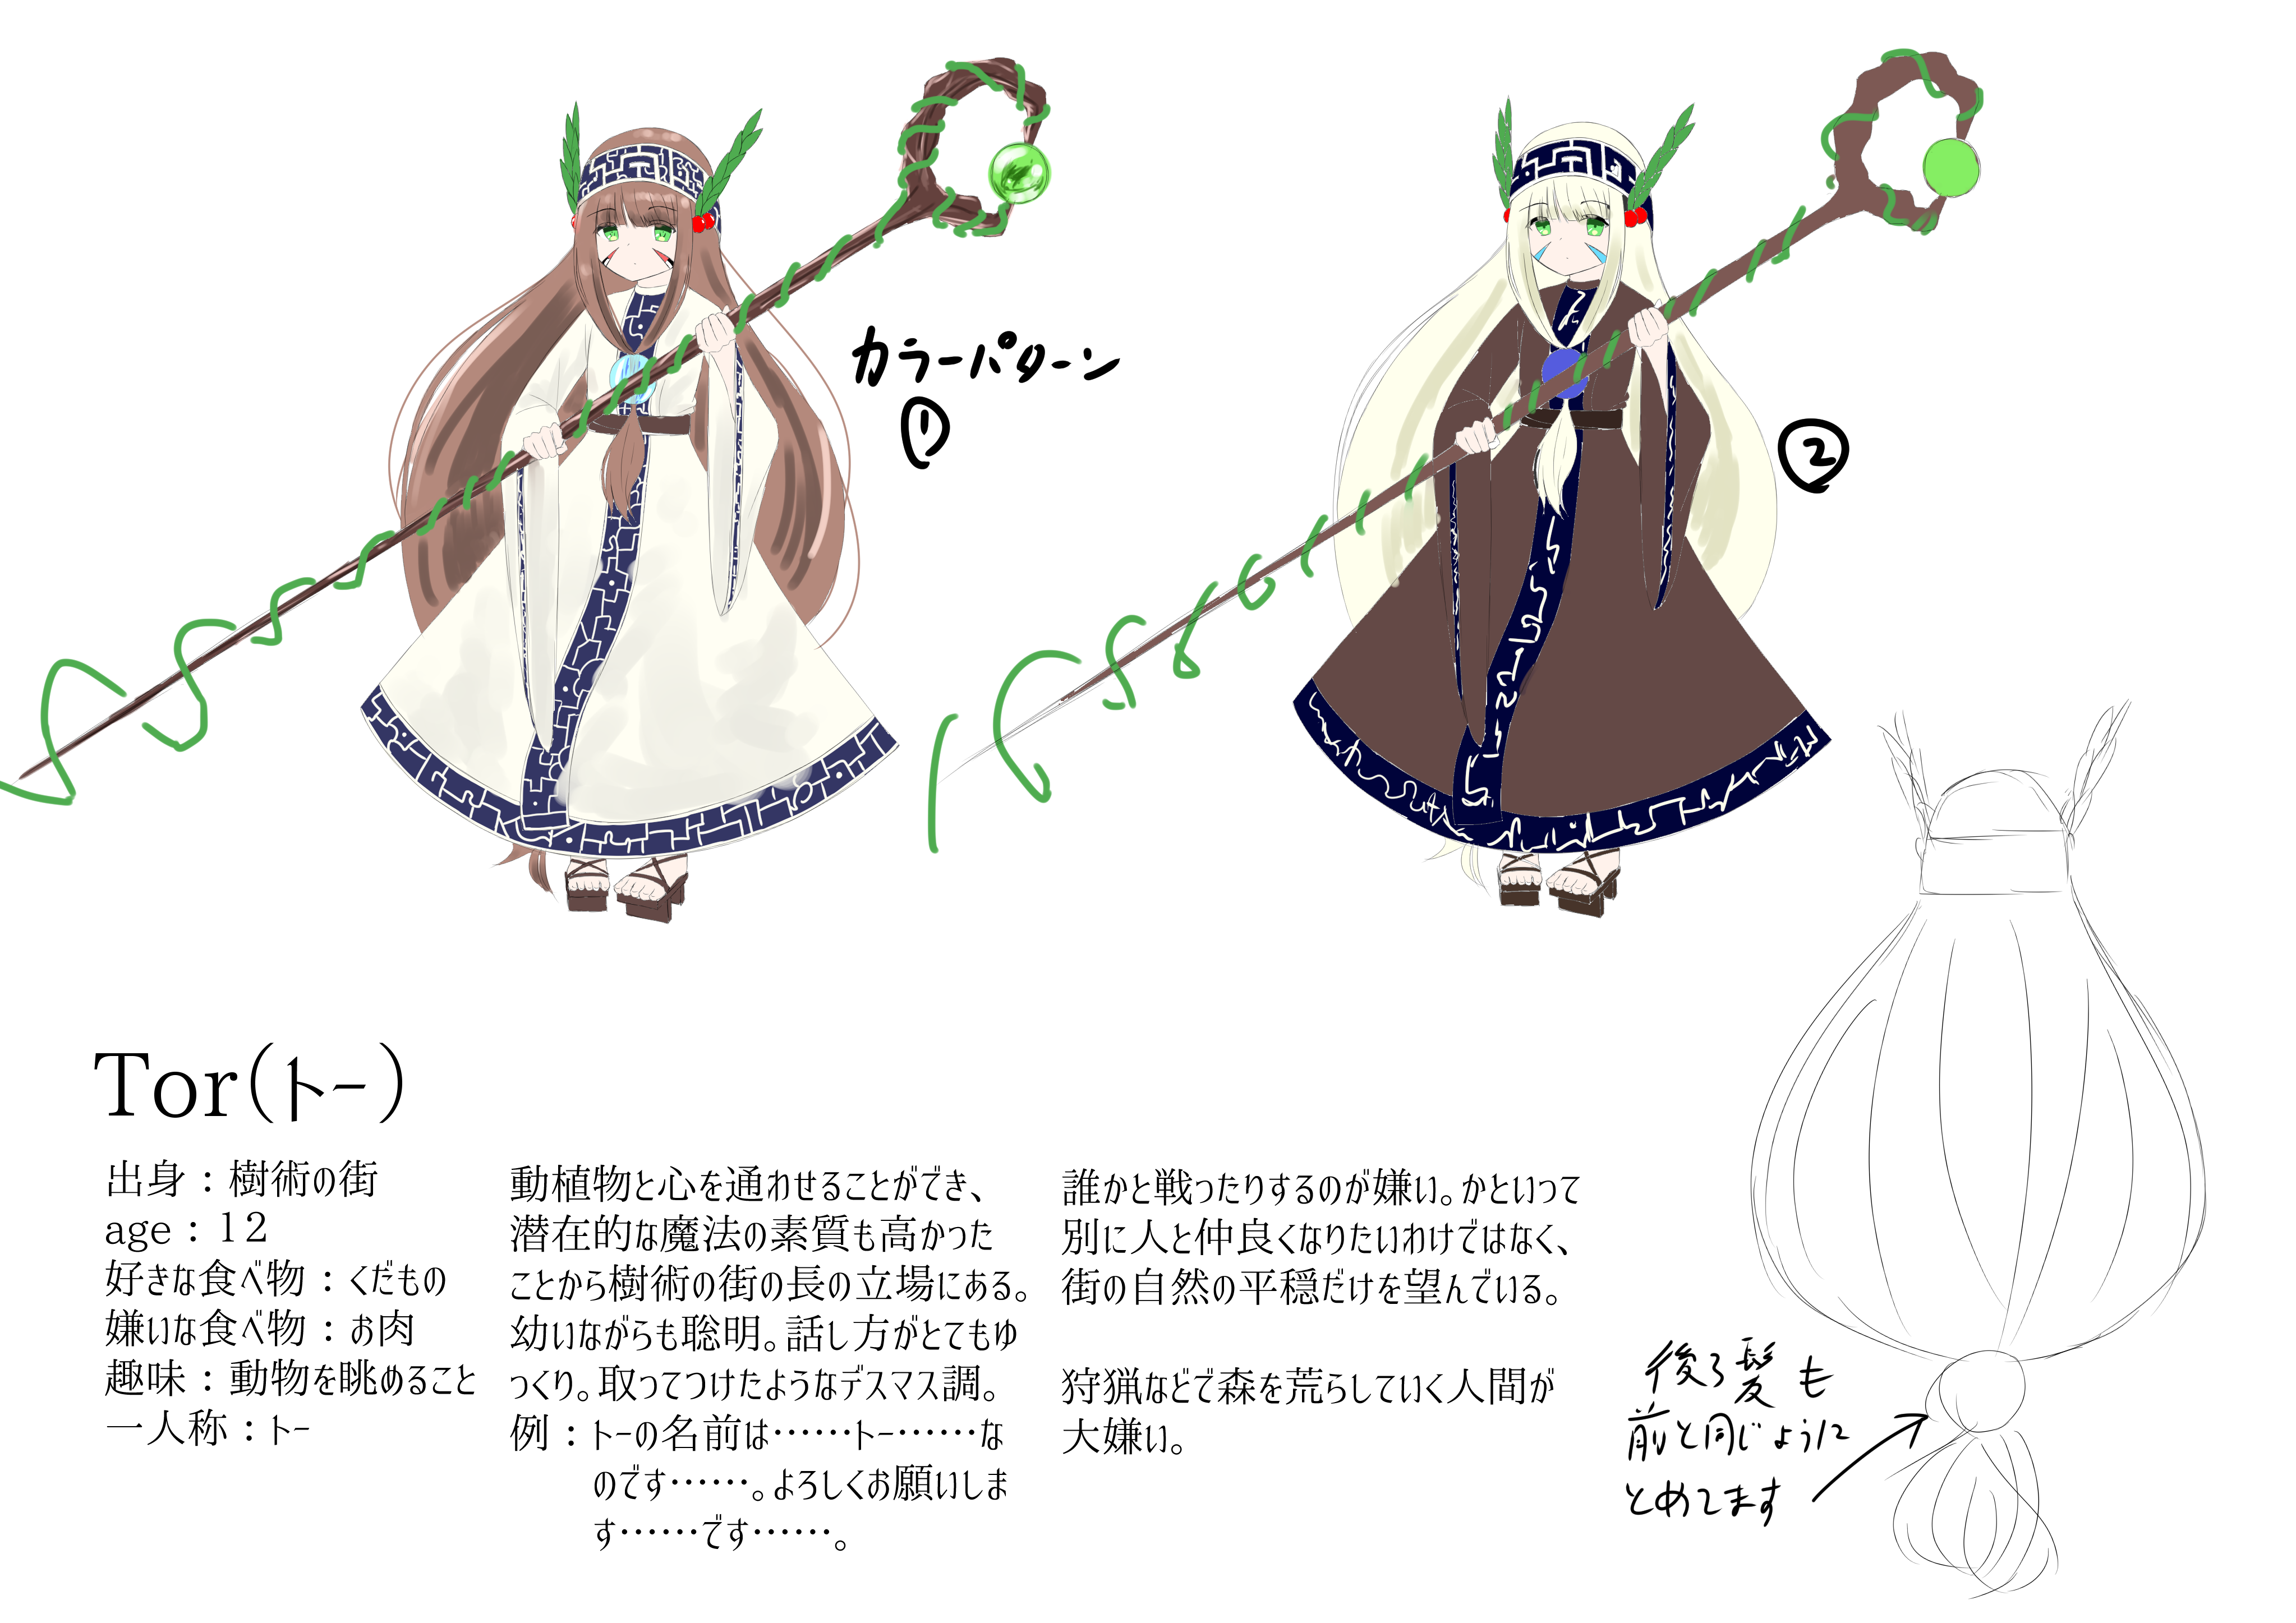 カラーパターン
①
②
Tor(トー)
出身：樹術の街
age：12
好きな食べ物：くだもの
嫌いな食べ物：お肉
趣味：動物を眺めること
一人称：トー
動植物と心を通わせることができ、
潜在的な魔法の素質も高かった
ことから樹術の街の長の立場にある。
幼いながらも聡明。話し方がとてもゆ
っくり。取ってつけたようなデスマス調。
例：トーの名前は……トー……な
のです……。よろしくお願いしま
す……です……。
誰かと戦ったりするのが嫌い。かといって
別に人と仲良くなりたいわけではなく、
街の自然の平穏だけを望んでいる。
狩猟などで森を荒らしていく人間が
大嫌い。
後ろ髪も
前と同じように
とめてます